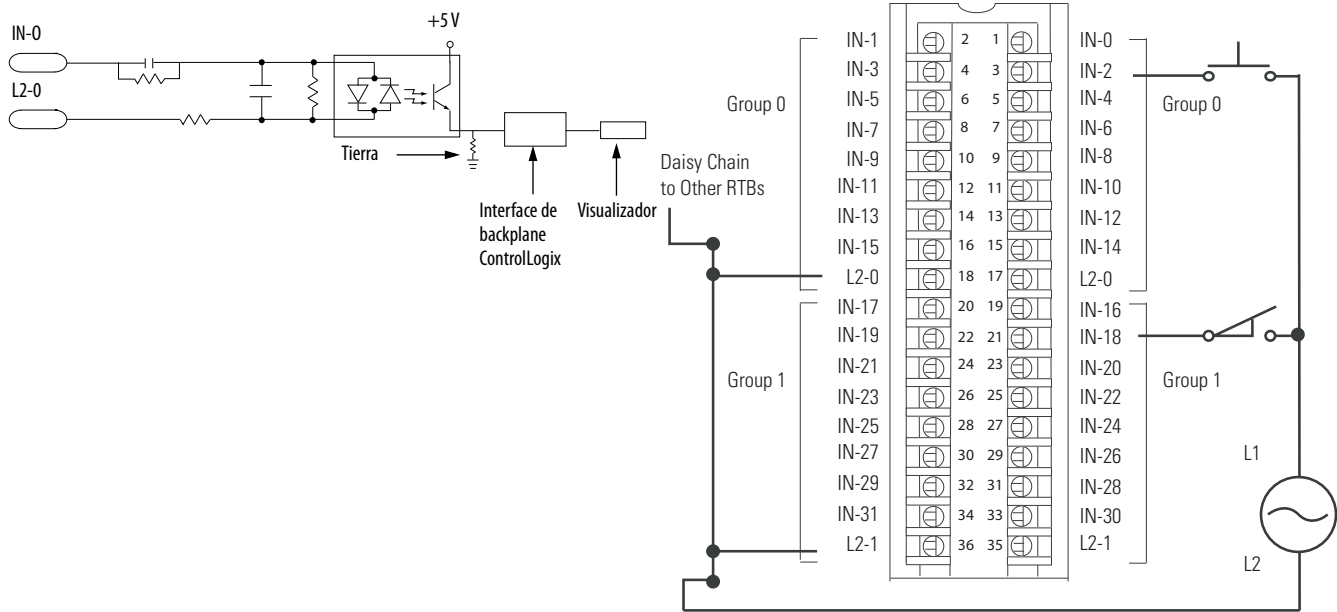 +5 V
IN-0
L2-0
Tierra
Interface de
backplane
ControlLogix
Visualizador
Daisy Chain
to Other RTBs
Group 0
Group 1
IN-1 2 1 IN-0
IN-3 4 3 IN-2
IN-5 6 5 IN-4
IN-7 8 7 IN-6
IN-9 10 9 IN-8
IN-11 12 11 IN-10
IN-13 14 13 IN-12
IN-15 16 15 IN-14
L2-0 18 17 L2-0
IN-17 20 19 IN-16
IN-19 22 21 IN-18
IN-21 24 23 IN-20
IN-23 26 25 IN-22
IN-25 28 27 IN-24
IN-27 30 29 IN-26
IN-29 32 31 IN-28
IN-31 34 33 IN-30
L2-1 36 35 L2-1
Group 0
Group 1
L1
L2